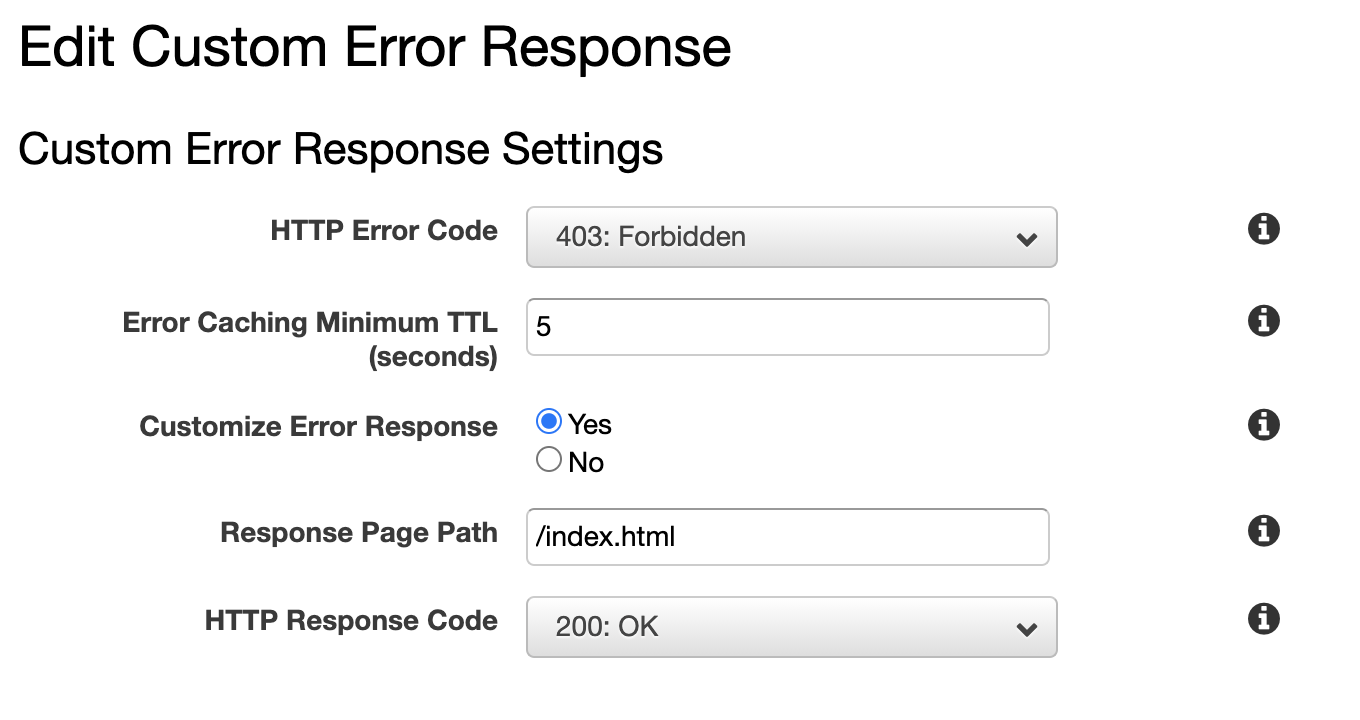 Edit Custom Error Response
Custom Error Response Settings
HTTP Error Code
403: Forbidden
Error Caching Minimum TTL
(seconds)
5
Customize Error Response
Yes
No
Response Page Path
/index.html
HTTP Response Code
200: OK